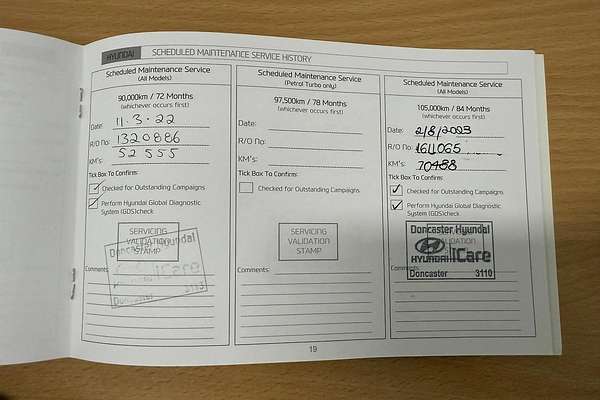 HYUNDAI SCHEDULED MAINTENANCE SERVICE HISTORY
Scheduled Maintenance Service
(All Models)
90,000km / 72 Months
(whichever occurs first)
Date: 11.3.22
R/O No: 1320886
KM's: 52555
Tick Box To Confirm:
Checked for Outstanding Campaigns
Perform Hyundai Global Diagnostic
System (GDS)check
SERVICING
VALIDATION
STAMP
Doncaster Hyundai
iCare
Doncaster
Comments:
Scheduled Maintenance Service
(Petrol Turbo only)
97,500km / 78 Months
(whichever occurs first)
Date:
R/O No:
KM's:
Tick Box To Confirm:
Checked for Outstanding Campaigns
SERVICING
VALIDATION
STAMP
Comments:
Scheduled Maintenance Service
(All Models)
105,000km / 84 Months
(whichever occurs first)
Date: 2/8/2023
R/O No: 1611065
KM's: 70488
Tick Box To Confirm:
Checked for Outstanding Campaigns
Perform Hyundai Global Diagnostic
System (GDS)check
Doncaster Hyundai
HYUNDAI iCare
Doncaster 3110
Comments:
19